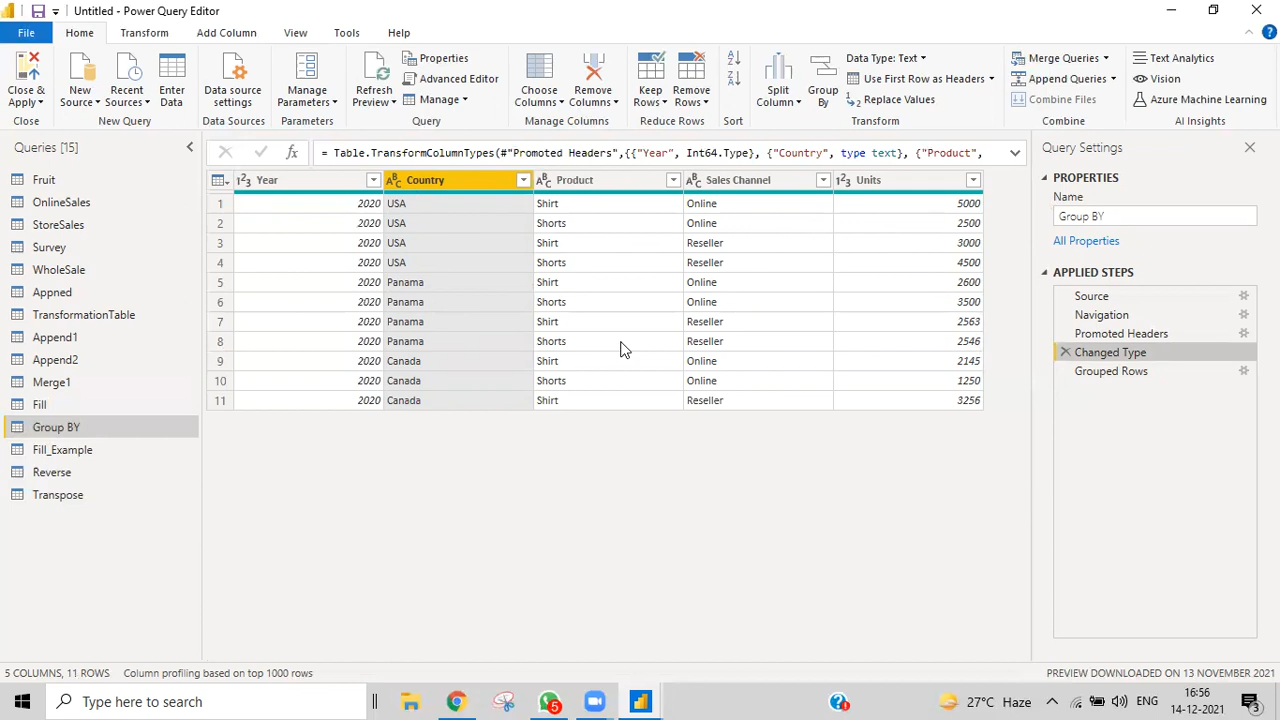 Untitled - Power Query Editor
File Home Transform Add Column View Tools Help
Close & Apply
Close
New Source
Recent Sources
Enter Data
New Query
Data source settings
Data Sources
Manage Parameters
Parameters
Refresh Preview
Properties
Advanced Editor
Manage
Query
Choose Columns
Remove Columns
Manage Columns
Keep Rows
Remove Rows
Reduce Rows
Sort
Split Column
Group By
Data Type: Text
Use First Row as Headers
Replace Values
Transform
Merge Queries
Append Queries
Combine Files
Combine
Text Analytics
Vision
Azure Machine Learning
AI Insights
Queries [15]
Fruit
OnlineSales
StoreSales
Survey
WholeSale
Appned
TransformationTable
Append1
Append2
Merge1
Fill
Group BY
Fill_Example
Reverse
Transpose
= Table.TransformColumnTypes(#"Promoted Headers",{{"Year", Int64.Type}, {"Country", type text}, {"Product",
Year Country Product Sales Channel Units
1 2020 USA Shirt Online 5000
2 2020 USA Shorts Online 2500
3 2020 USA Shirt Reseller 3000
4 2020 USA Shorts Reseller 4500
5 2020 Panama Shirt Online 2600
6 2020 Panama Shorts Online 3500
7 2020 Panama Shirt Reseller 2563
8 2020 Panama Shorts Reseller 2546
9 2020 Canada Shirt Online 2145
10 2020 Canada Shorts Online 1250
11 2020 Canada Shirt Reseller 3256
Query Settings
PROPERTIES
Name
Group BY
All Properties
APPLIED STEPS
Source
Navigation
Promoted Headers
Changed Type
Grouped Rows
5 COLUMNS, 11 ROWS Column profiling based on top 1000 rows
PREVIEW DOWNLOADED ON 13 NOVEMBER 2021
Type here to search
5
27°C Haze
ENG
16:56
14-12-2021
3